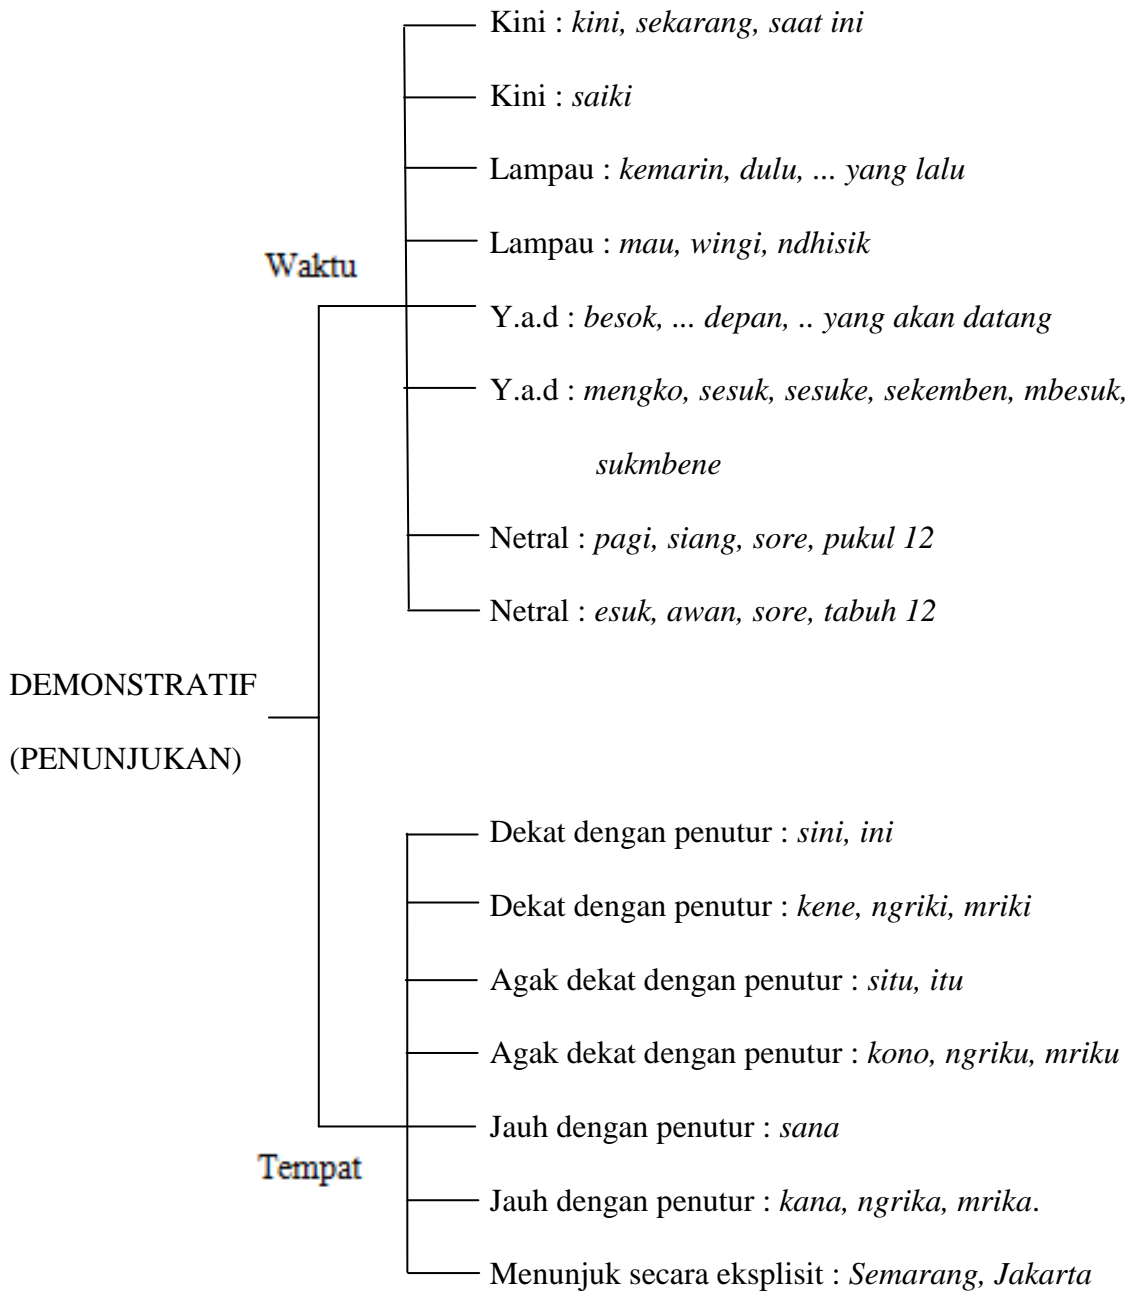 Kini : kini, sekarang, saat ini
Kini : saiki
Lampau : kemarin, dulu, ... yang lalu
Lampau : mau, wingi, ndhisik
Waktu
Y.a.d : besok, ... depan, .. yang akan datang
Y.a.d : mengko, sesuk, sesuke, sekemben, mbesuk,
sukmbene
Netral : pagi, siang, sore, pukul 12
Netral : esuk, awan, sore, tabuh 12
DEMONSTRATIF
(PENUNJUKAN)
Dekat dengan penutur : sini, ini
Dekat dengan penutur : kene, ngriki, mriki
Agak dekat dengan penutur : situ, itu
Agak dekat dengan penutur : kono, ngriku, mriku
Jauh dengan penutur : sana
Tempat
Jauh dengan penutur : kana, ngrika, mrika.
Menunjuk secara eksplisit : Semarang, Jakarta